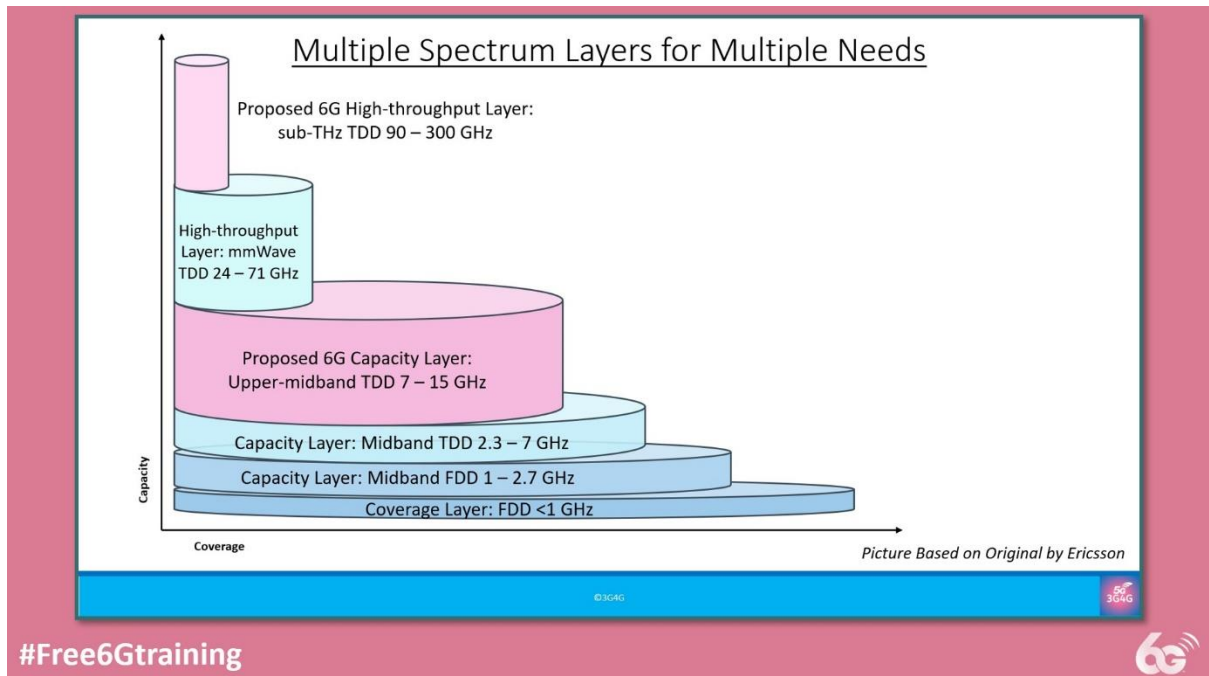 Multiple Spectrum Layers for Multiple Needs
Proposed 6G High-throughput Layer:
sub-THz TDD 90 – 300 GHz
High-throughput
Layer: mmWave
TDD 24 – 71 GHz
Proposed 6G Capacity Layer:
Upper-midband TDD 7 – 15 GHz
Capacity Layer: Midband TDD 2.3 – 7 GHz
Capacity Layer: Midband FDD 1 – 2.7 GHz
Coverage Layer: FDD <1 GHz
Capacity
Coverage
Picture Based on Original by Ericsson
©3G4G
5G
3G4G
#Free6Gtraining
6G